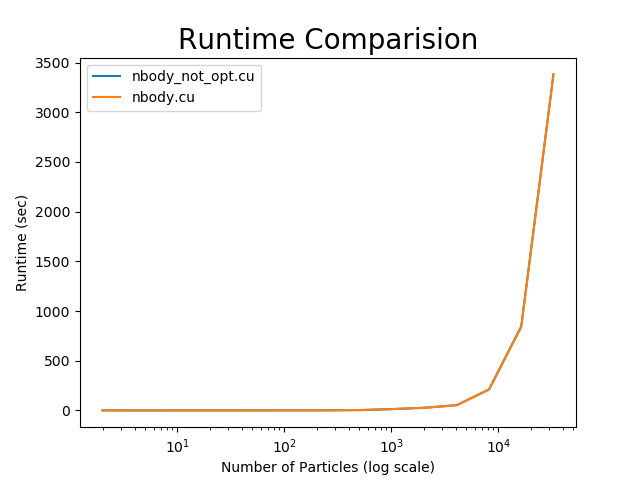 Runtime Comparision
nbody_not_opt.cu
nbody.cu
3500
3000
2500
2000
1500
1000
500
0
Runtime (sec)
10¹ 10² 10³ 10⁴
Number of Particles (log scale)